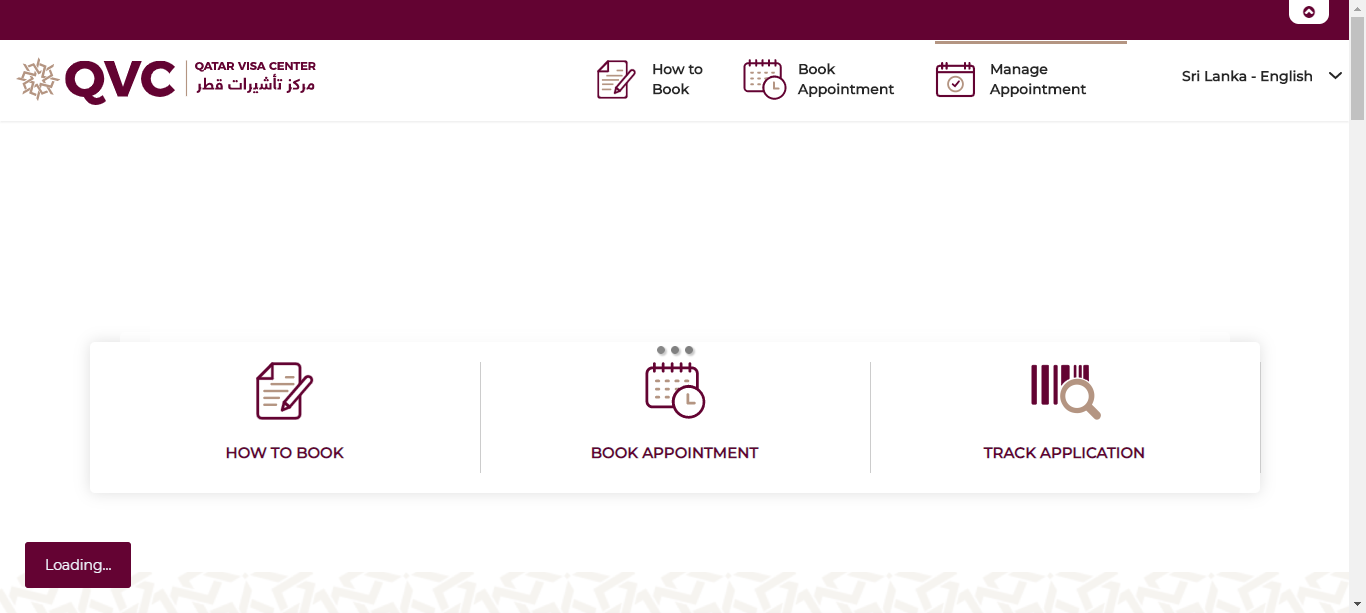 QVC
QATAR VISA CENTER
مركز تأشيرات قطر
How to
Book
Book
Appointment
Manage
Appointment
Sri Lanka - English
HOW TO BOOK
BOOK APPOINTMENT
TRACK APPLICATION
Loading...